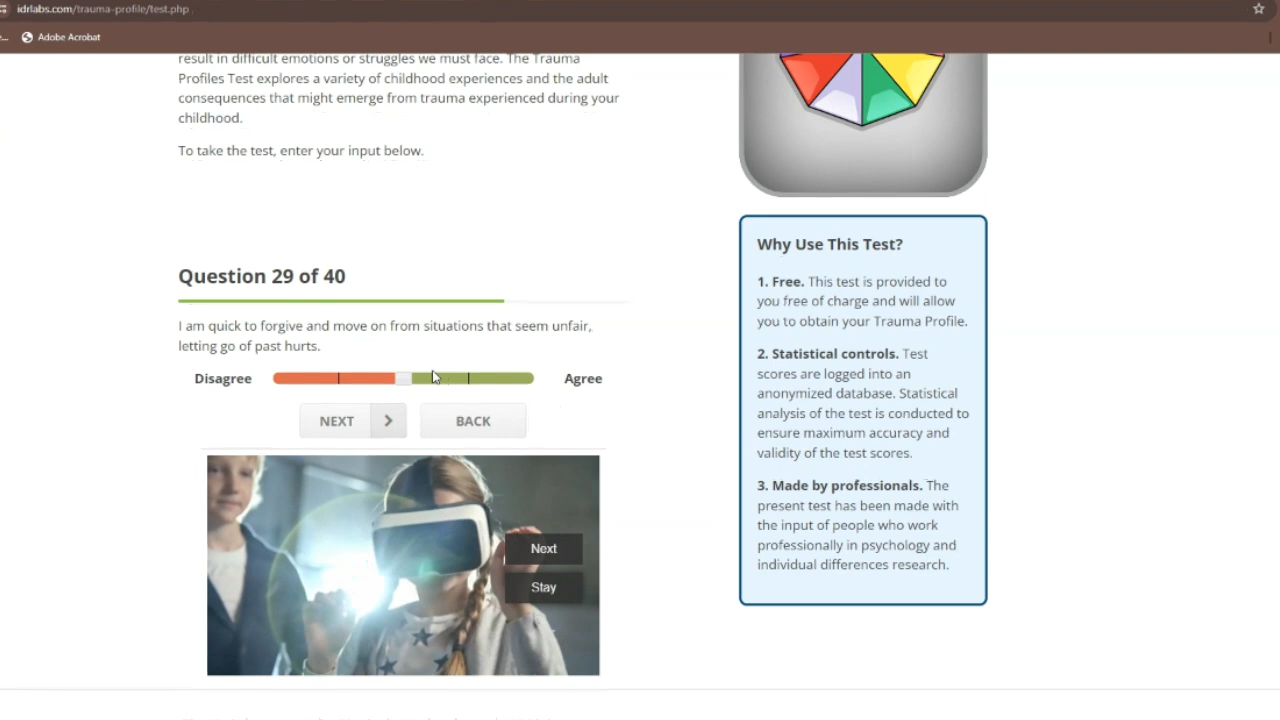 idrlabs.com/trauma-profile/test.php
Adobe Acrobat
result in difficult emotions or struggles we must face. The Trauma
Profiles Test explores a variety of childhood experiences and the adult
consequences that might emerge from trauma experienced during your
childhood.
To take the test, enter your input below.
Question 29 of 40
I am quick to forgive and move on from situations that seem unfair,
letting go of past hurts.
Disagree
Agree
NEXT
BACK
Next
Stay
Why Use This Test?
1. Free. This test is provided to
you free of charge and will allow
you to obtain your Trauma Profile.
2. Statistical controls. Test
scores are logged into an
anonymized database. Statistical
analysis of the test is conducted to
ensure maximum accuracy and
validity of the test scores.
3. Made by professionals. The
present test has been made with
the input of people who work
professionally in psychology and
individual differences research.